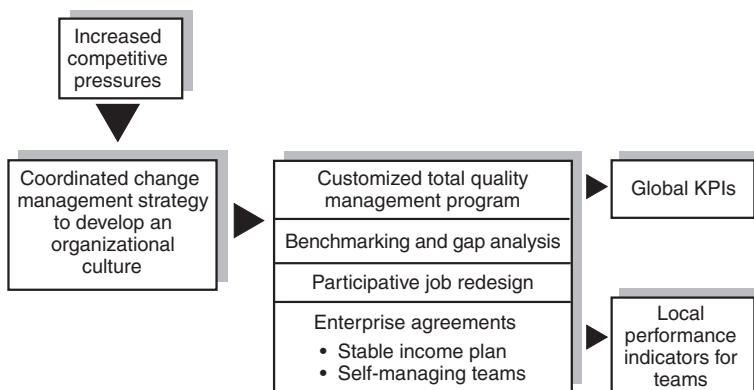 Increased
competitive
pressures
Coordinated change
management strategy
to develop an
organizational
culture
Customized total quality
management program
Benchmarking and gap analysis
Participative job redesign
Enterprise agreements
• Stable income plan
• Self-managing teams
Global KPIs
Local
performance
indicators for
teams